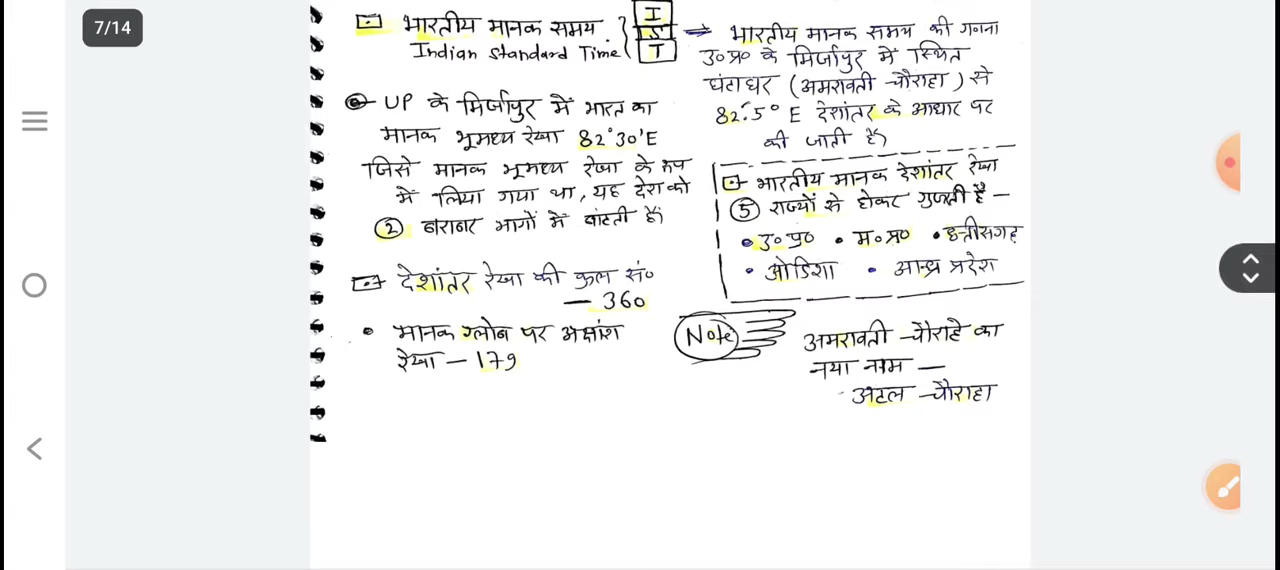 7/14
भारतीय मानक समय.
Indian Standard Time
I
S
T
UP के मिर्जापुर में भारत का
मानक भूमध्य रेखा 82°30'E
जिसे मानक भूमध्य रेखा के रूप
में लिया गया था, यह देश को
② बराबर भागों में बांटती है।
देशांतर रेखा की कुल सं०
— 360
• मानक ग्लोब पर अक्षांश
रेखा — 179
→ भारतीय मानक समय की गणना
उ०प्र० के मिर्जापुर में स्थित
घंटाघर (अमरावती चौराहा) से
82.5° E देशांतर के आधार पर
की जाती है।
भारतीय मानक देशांतर रेखा
⑤ राज्यों से होकर गुजरती है —
• उ० प्र० • म० प्र० • छत्तीसगढ़
• ओडिशा • आन्ध्र प्रदेश
Note
अमरावती चौराहे का
नया नाम —
अटल चौराहा